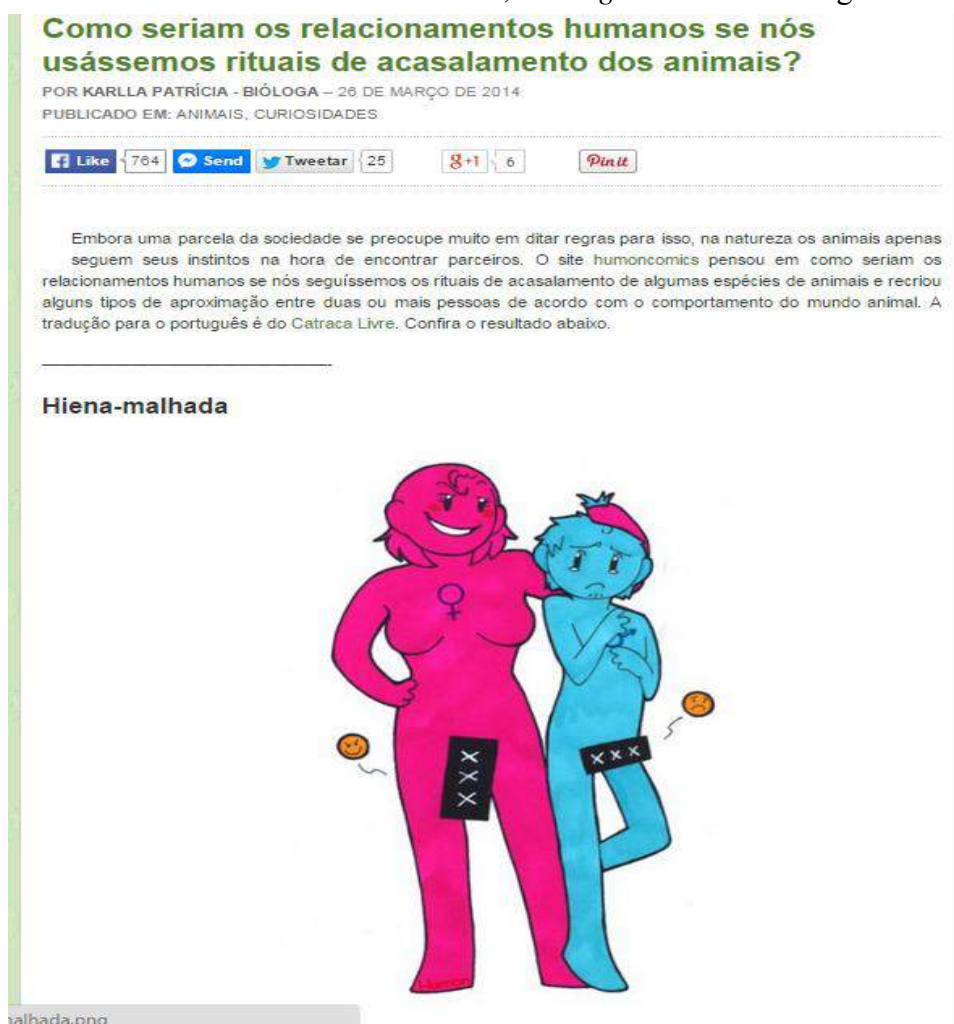 Como seriam os relacionamentos humanos se nós
usássemos rituais de acasalamento dos animais?
POR KARLLA PATRÍCIA - BIÓLOGA – 26 DE MARÇO DE 2014
PUBLICADO EM: ANIMAIS, CURIOSIDADES
Like 764 Send Tweetar 25 g+1 6 Pin it
Embora uma parcela da sociedade se preocupe muito em ditar regras para isso, na natureza os animais apenas
seguem seus instintos na hora de encontrar parceiros. O site humoncomics pensou em como seriam os
relacionamentos humanos se nós seguíssemos os rituais de acasalamento de algumas espécies de animais e recriou
alguns tipos de aproximação entre duas ou mais pessoas de acordo com o comportamento do mundo animal. A
tradução para o português é do Catraca Livre. Confira o resultado abaixo.
Hiena-malhada
X X X
X X X
Humon
alhada.png